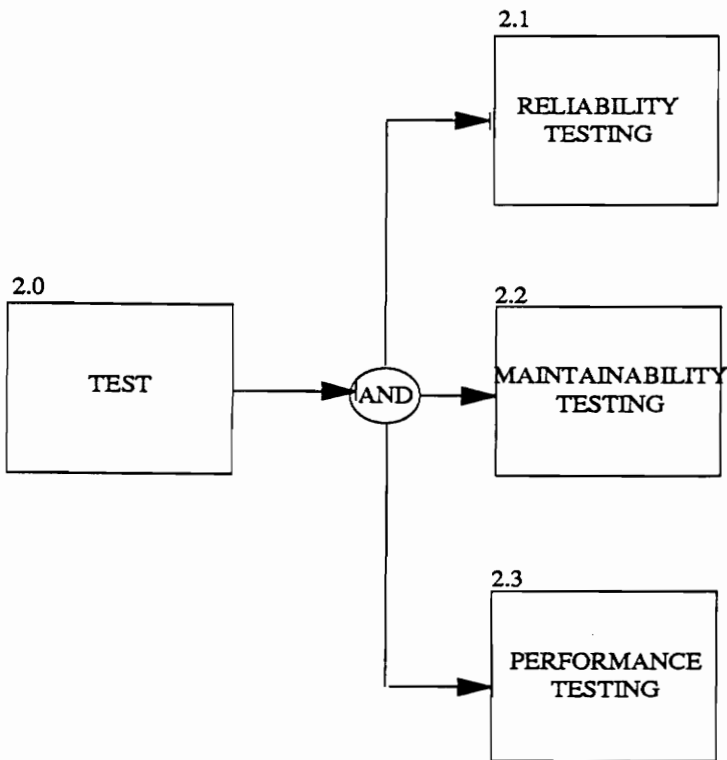 2.1
RELIABILITY
TESTING
2.0
TEST
AND
2.2
MAINTAINABILITY
TESTING
2.3
PERFORMANCE
TESTING